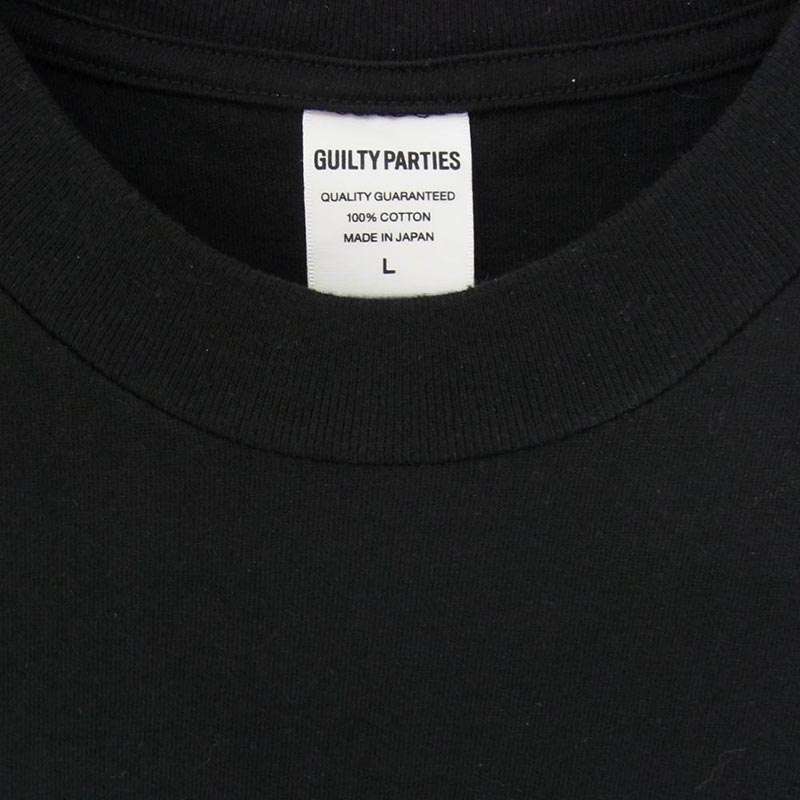 GUILTY PARTIES
QUALITY GUARANTEED
100% COTTON
MADE IN JAPAN
L